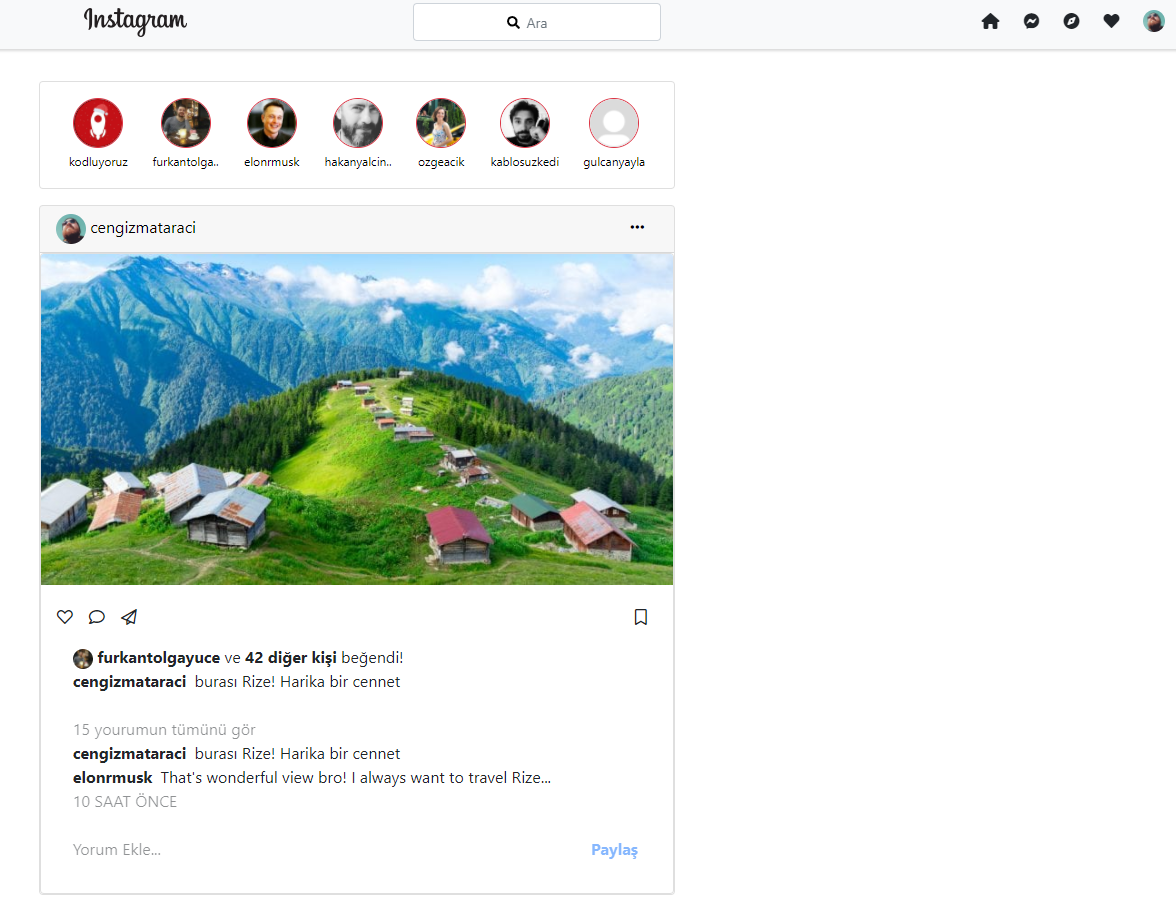 Instagram
Ara
kodluyoruz furkantolga.. elonrmusk hakanyalcin.. ozgeacik kablosuzkedi gulcanyayla
cengizmataraci
furkantolgayuce ve 42 diğer kişi beğendi!
cengizmataraci burası Rize! Harika bir cennet
15 yourumun tümünü gör
cengizmataraci burası Rize! Harika bir cennet
elonrmusk That's wonderful view bro! I always want to travel Rize...
10 SAAT ÖNCE
Yorum Ekle... Paylaş